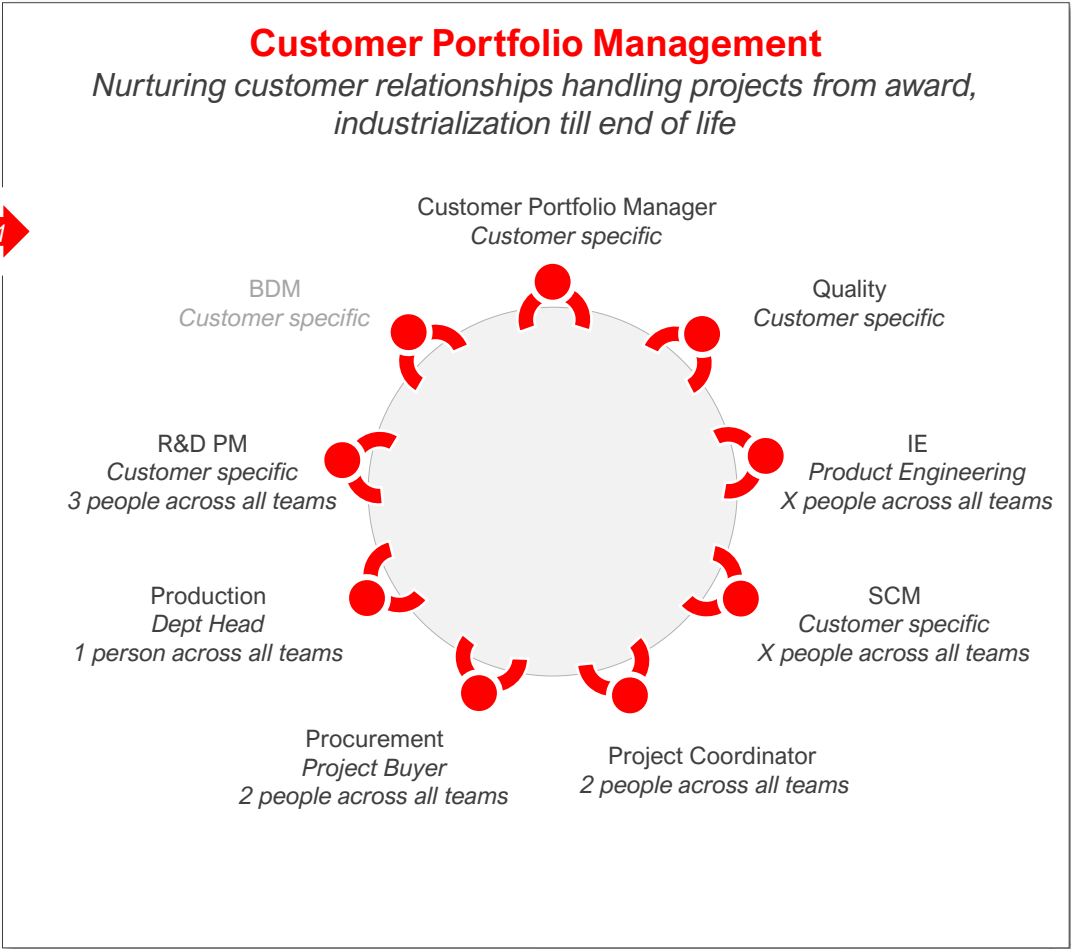 Customer Portfolio Management
Nurturing customer relationships handling projects from award,
industrialization till end of life
1
Customer Portfolio Manager
Customer specific
BDM
Customer specific
Quality
Customer specific
R&D PM
Customer specific
3 people across all teams
IE
Product Engineering
X people across all teams
Production
Dept Head
1 person across all teams
SCM
Customer specific
X people across all teams
Procurement
Project Buyer
2 people across all teams
Project Coordinator
2 people across all teams